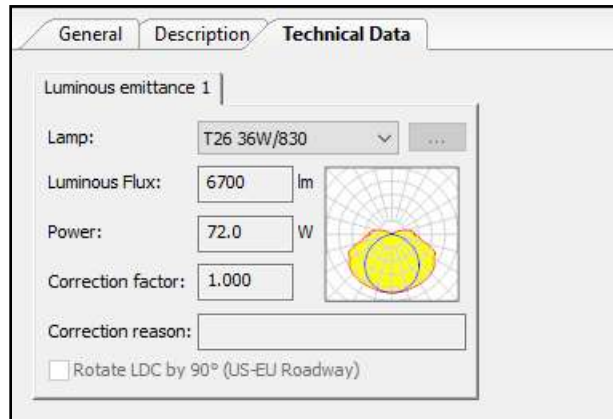 General Description Technical Data
Luminous emittance 1
Lamp: T26 36W/830 ...
Luminous Flux: 6700 lm
Power: 72.0 W
Correction factor: 1.000
Correction reason:
Rotate LDC by 90° (US-EU Roadway)